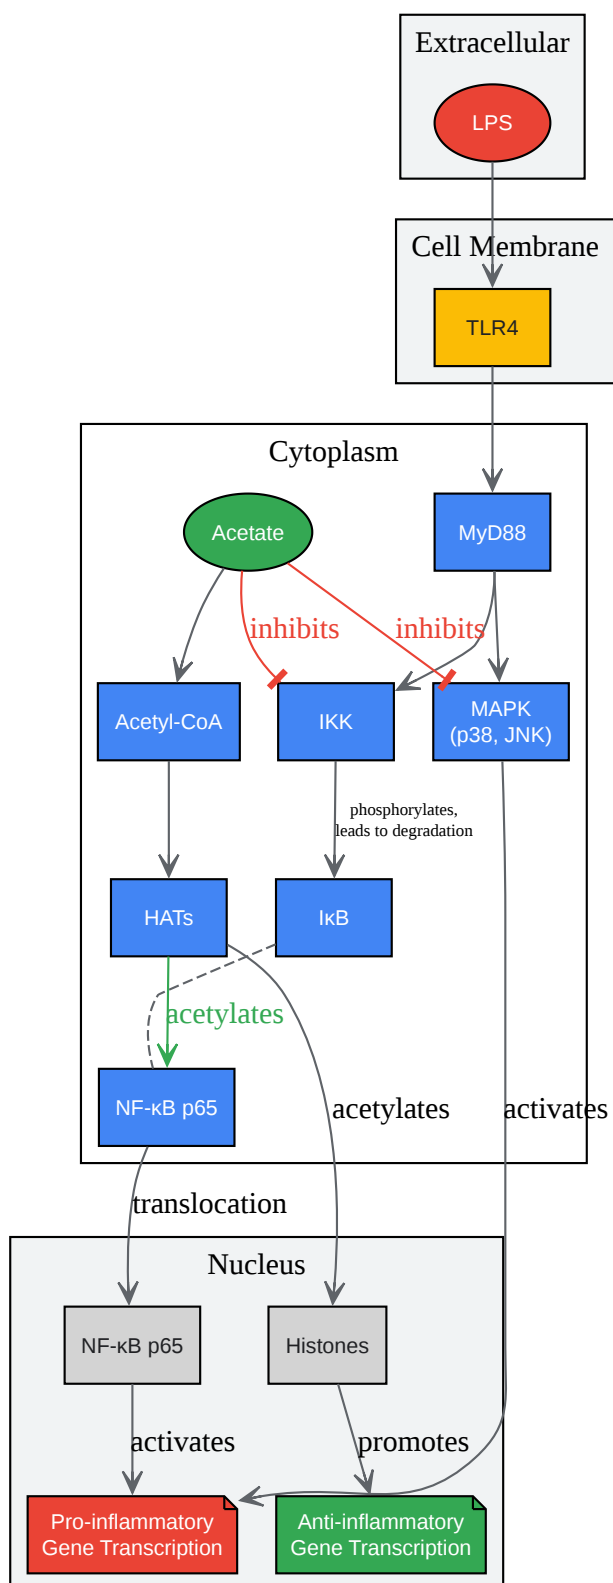 Extracellular
LPS
Cell Membrane
TLR4
Cytoplasm
Acetate
MyD88
inhibits
inhibits
Acetyl-CoA
IKK
MAPK
(p38, JNK)
phosphorylates,
leads to degradation
HATs
IκB
acetylates
NF-κB p65
acetylates
activates
translocation
Nucleus
NF-κB p65
Histones
activates
promotes
Pro-inflammatory
Gene Transcription
Anti-inflammatory
Gene Transcription